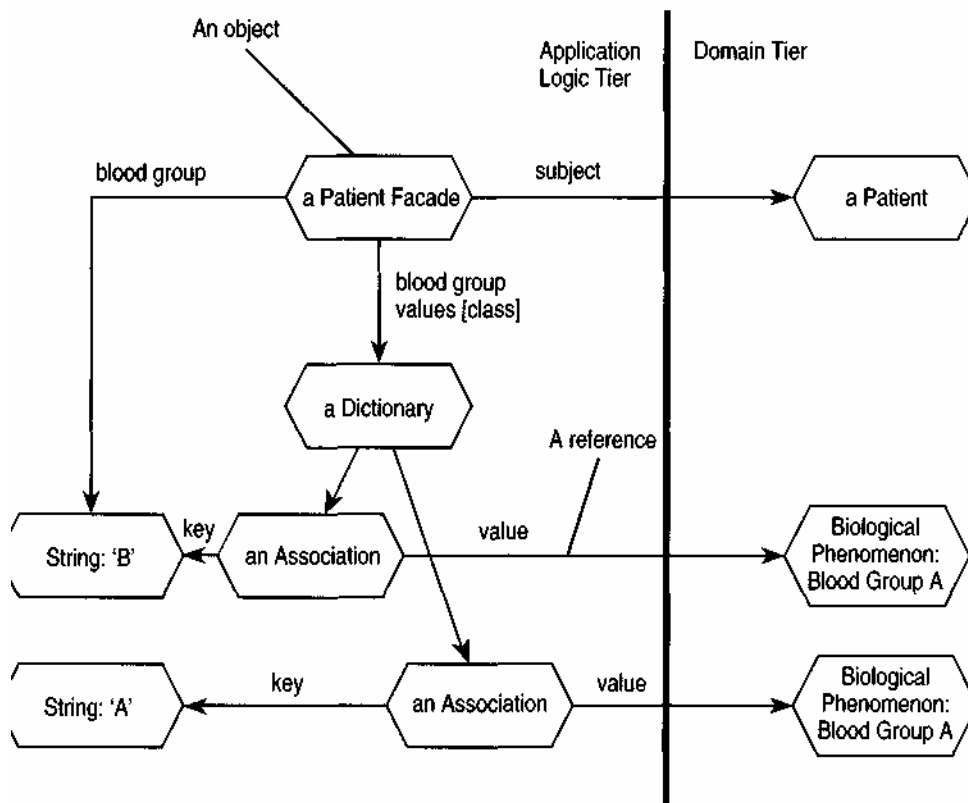 An object
Application
Logic Tier
Domain Tier
blood group
a Patient Facade
subject
a Patient
blood group
values [class]
a Dictionary
A reference
String: ‘B’
key
an Association
value
Biological
Phenomenon:
Blood Group A
String: ‘A’
key
an Association
value
Biological
Phenomenon:
Blood Group A